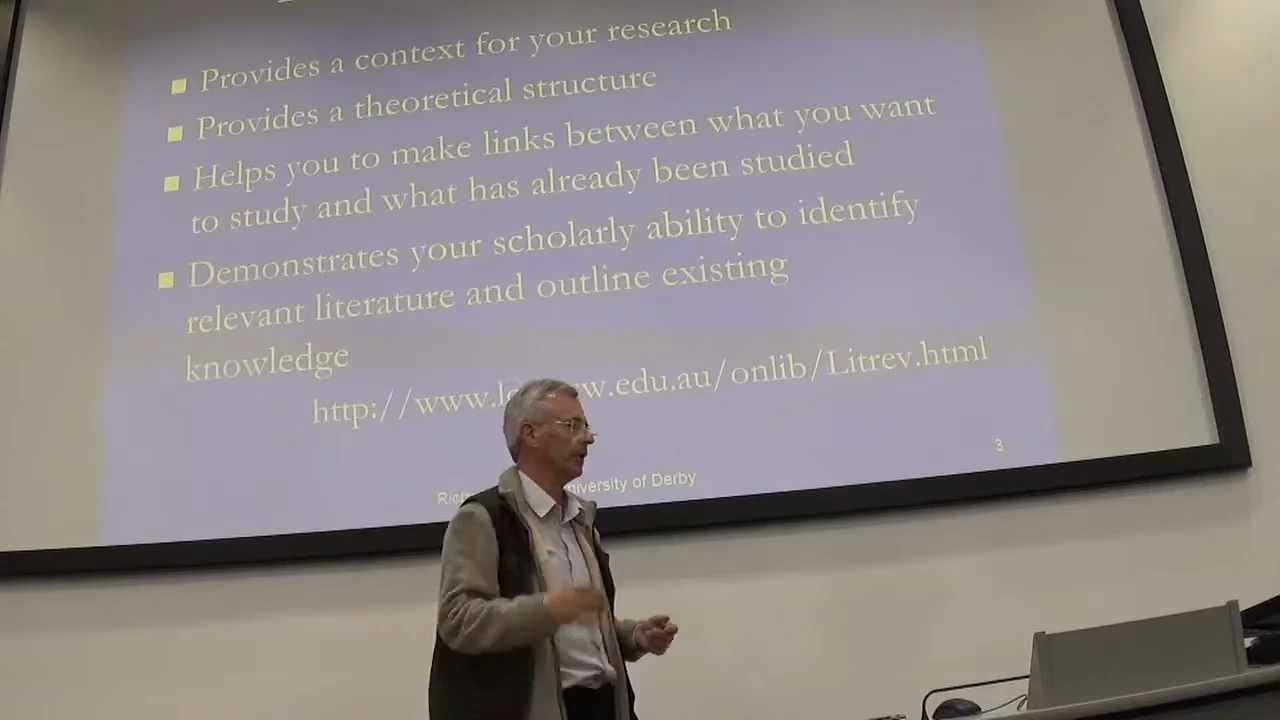 Provides a context for your research
Provides a theoretical structure
Helps you to make links between what you want
to study and what has already been studied
Demonstrates your scholarly ability to identify
relevant literature and outline existing
knowledge
http://www. .edu.au/onlib/Litrev.html
3
University of Derby